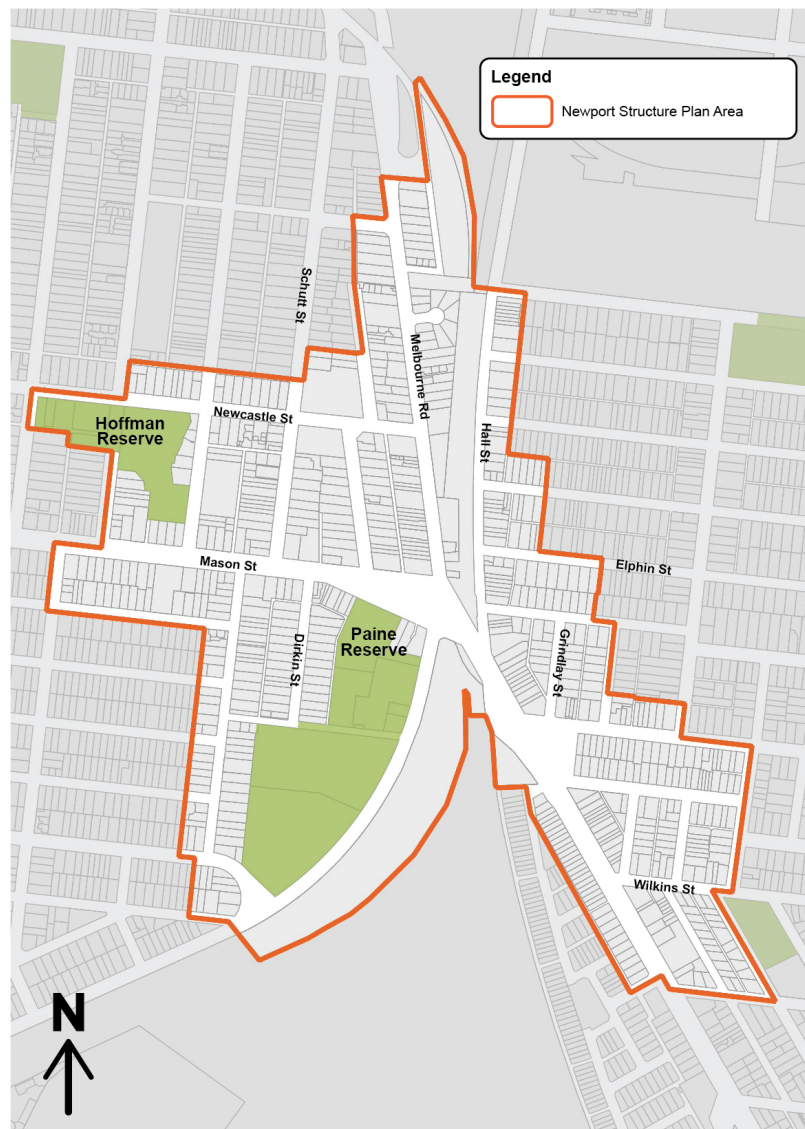 Legend
Newport Structure Plan Area
Schutt St
Melbourne Rd
Hoffman
Reserve
Newcastle St
Hall St
Mason St
Elphin St
Paine
Reserve
Dirkin St
Grindlay St
Wilkins St
N